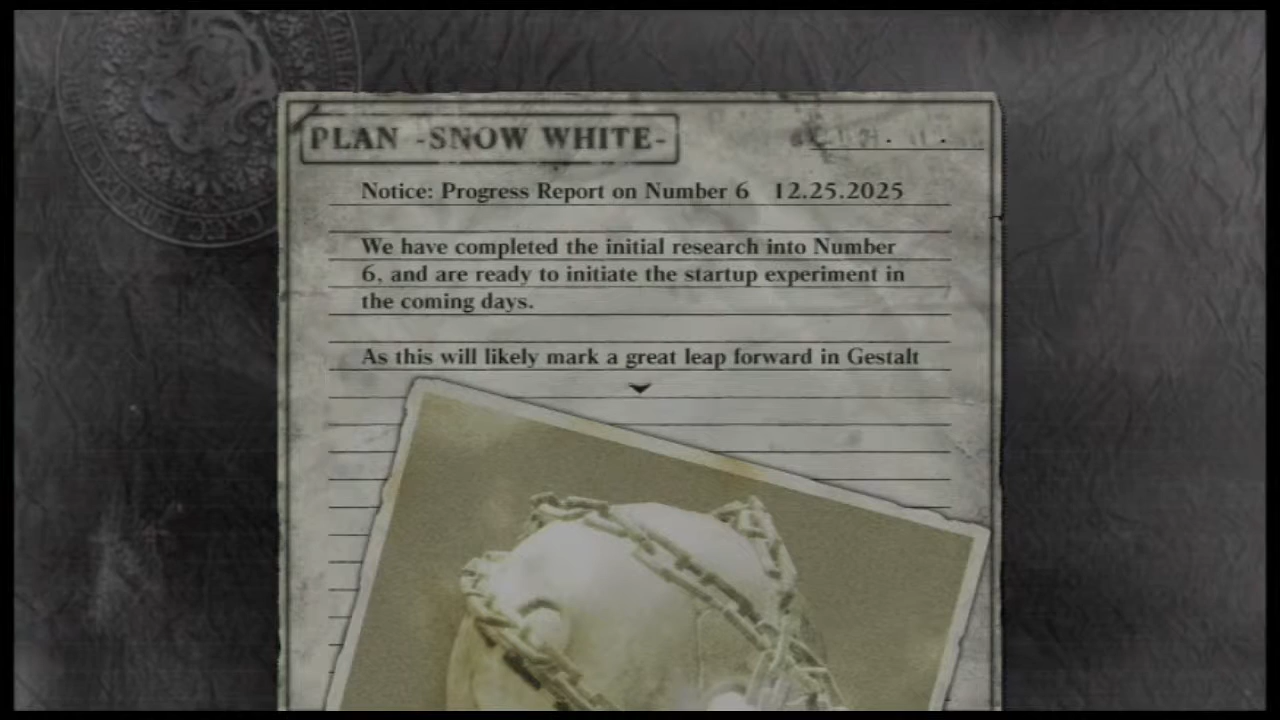 PLAN -SNOW WHITE-
Notice: Progress Report on Number 6 12.25.2025
We have completed the initial research into Number
6, and are ready to initiate the startup experiment in
the coming days.
As this will likely mark a great leap forward in Gestalt